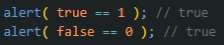 alert( true == 1 ); // true
alert( false == 0 ); // true